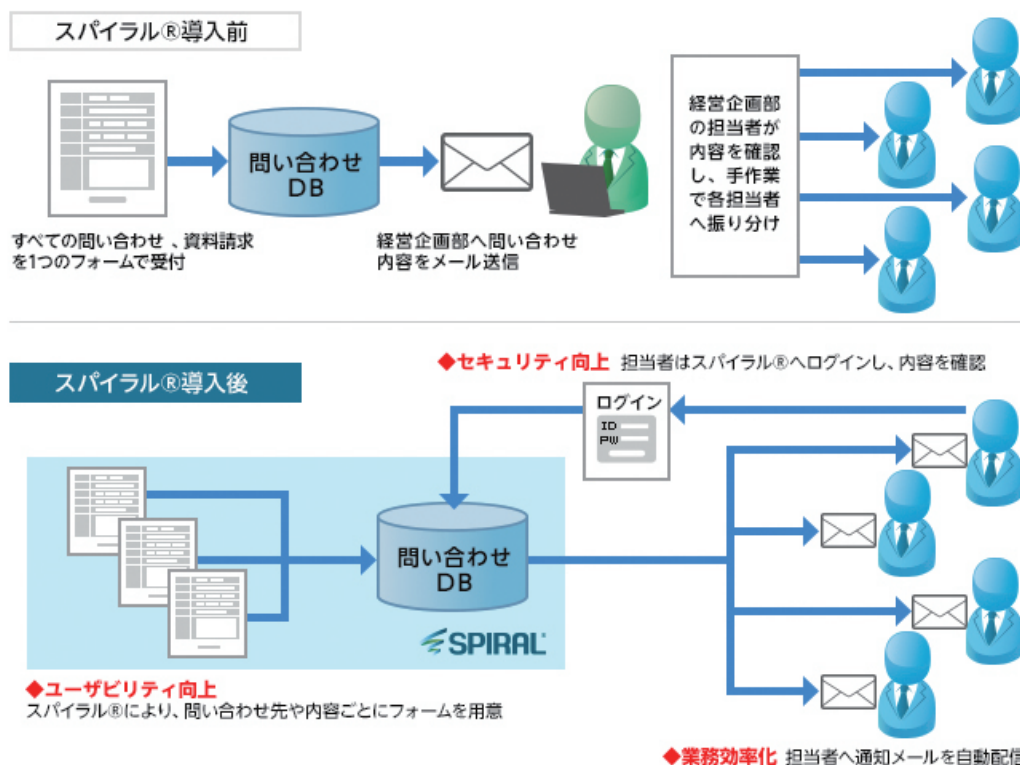 スパイラル®導入前
問い合わせ
DB
すべての問い合わせ、資料請求
を1つのフォームで受付
経営企画部へ問い合わせ
内容をメール送信
経営企画部
の担当者が
内容を確認
し、手作業
で各担当者
へ振り分け
スパイラル®導入後
◆セキュリティ向上 担当者はスパイラル®へログインし、内容を確認
ログイン
ID
PW
問い合わせ
DB
SPIRAL®
◆ユーザビリティ向上
スパイラル®により、問い合わせ先や内容ごとにフォームを用意
◆業務効率化 担当者へ通知メールを自動配信